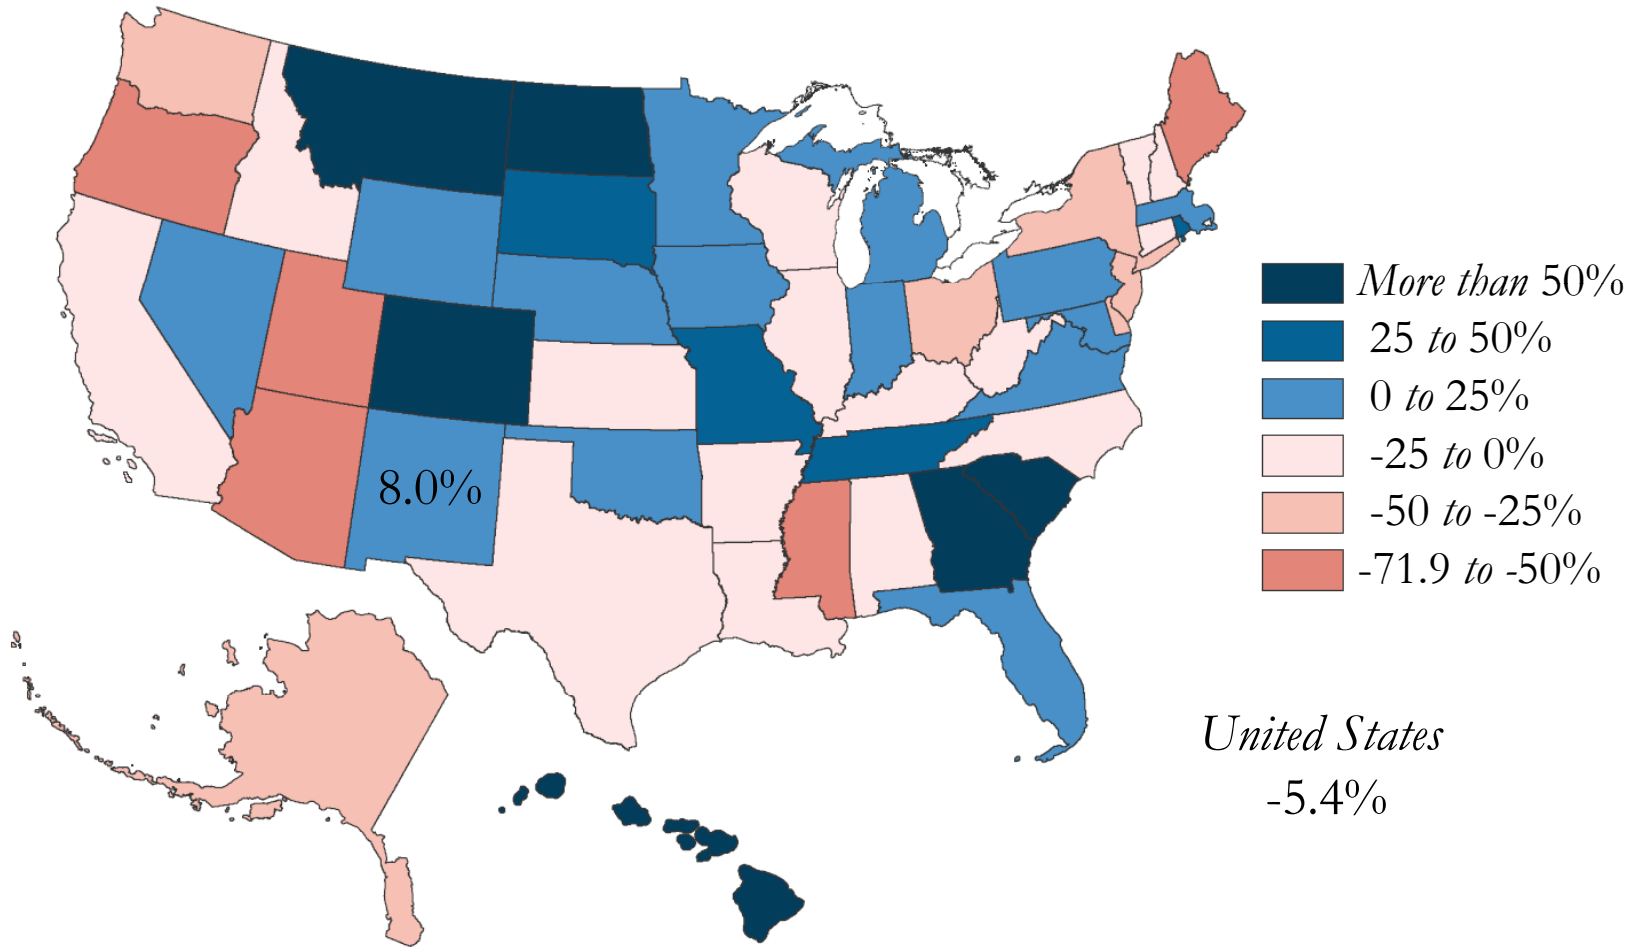 More than 50%
25 to 50%
0 to 25%
-25 to 0%
-50 to -25%
-71.9 to -50%
8.0%
United States
-5.4%